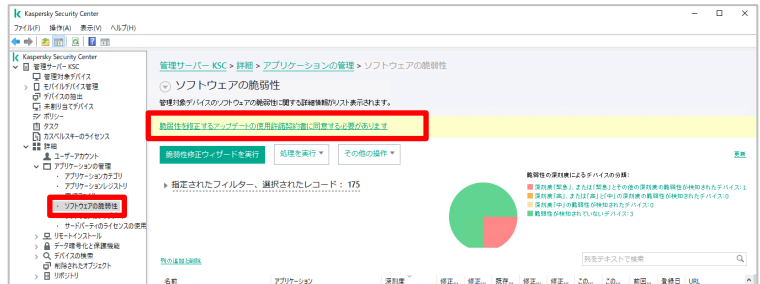 Kaspersky Security Center
ファイル(F) 操作(A) 表示(V) ヘルプ(H)
Kaspersky Security Center
管理サーバー KSC
管理対象デバイス
モバイルデバイス管理
デバイスの抽出
未割り当てデバイス
ポリシー
タスク
カスペルスキーのライセンス
詳細
ユーザーアカウント
アプリケーションの管理
アプリケーションカテゴリ
アプリケーションレジストリ
ソフトウェアの脆弱性
サードパーティのライセンスの使用
リモートインストール
データ暗号化と保護機能
デバイスの検索
削除されたオブジェクト
リポジトリ
管理サーバー KSC > 詳細 > アプリケーションの管理 > ソフトウェアの脆弱性
ソフトウェアの脆弱性
管理対象デバイスのソフトウェアの脆弱性に関する詳細情報がリスト表示されます。
脆弱性を修正するアップデートの使用許諾契約書に同意する必要があります
脆弱性修正ウィザードを実行 処理を実行 その他の操作
更新
指定されたフィルター、選択されたレコード: 175
脆弱性の深刻度によるデバイスの分類:
深刻度「緊急」、または「緊急」とその他の深刻度の脆弱性が検知されたデバイス: 1
深刻度「高」、または「高」と「中」の深刻度の脆弱性が検知されたデバイス: 0
深刻度「中」の脆弱性が検知されたデバイス: 0
脆弱性が検知されていないデバイス: 3
列の追加と削除
列をテキストで検索
名前 アプリケーション 深刻度 修正... 修正... 既存... 修正... 修正... この... この... 前回... 登録日 URL